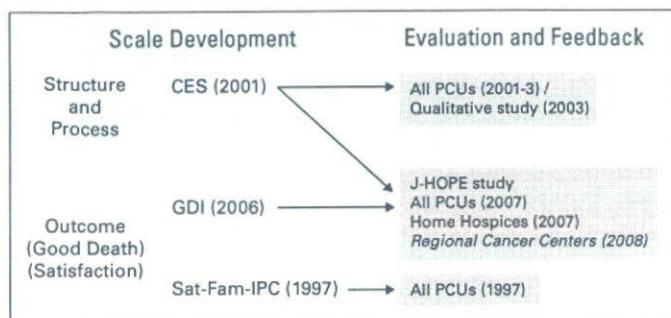 Scale Development
Evaluation and Feedback
Structure
and
Process
CES (2001)
All PCUs (2001-3) /
Qualitative study (2003)
Outcome
(Good Death)
(Satisfaction)
GDI (2006)
J-HOPE study
All PCUs (2007)
Home Hospices (2007)
Regional Cancer Centers (2008)
Sat-Fam-IPC (1997)
All PCUs (1997)